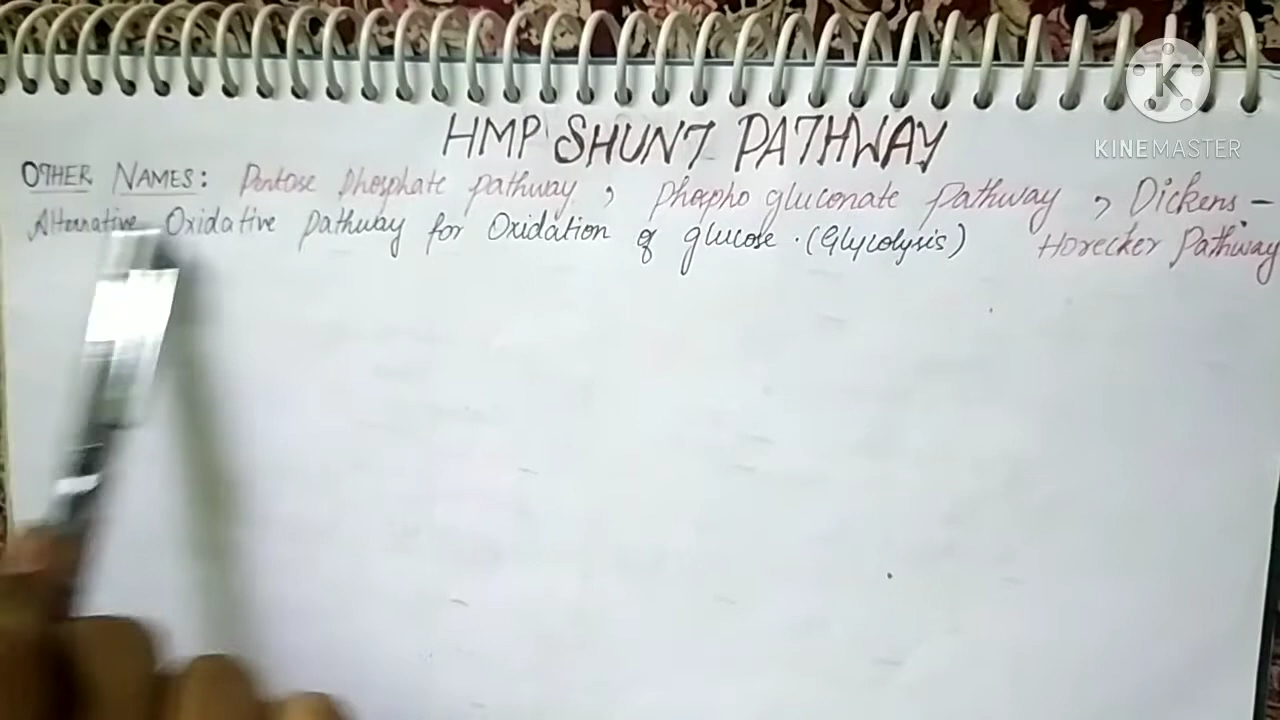 HMP SHUNT PATHWAY
OTHER NAMES: Pentose Phosphate Pathway, Phospho gluconate Pathway, Dickens-
Horecker Pathway
Alternative Oxidative Pathway for Oxidation of glucose. (Glycolysis)
K
KINEMASTER